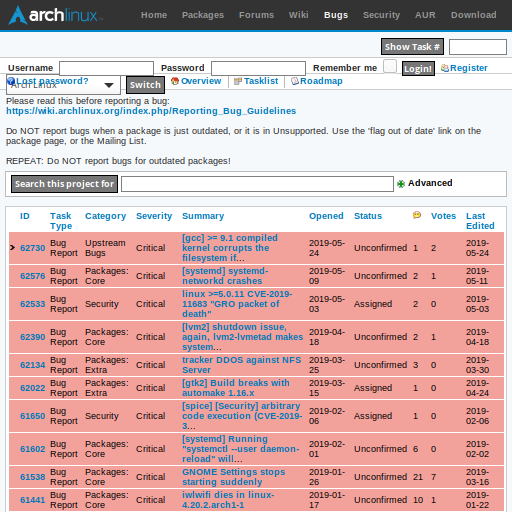 archlinux
Home Packages Forums Wiki Bugs Security AUR Download
Show Task #
Username Password Remember me Login! Register
Lost password?
Arch Linux Switch Overview Tasklist Roadmap
Please read this before reporting a bug:
https://wiki.archlinux.org/index.php/Reporting_Bug_Guidelines
Do NOT report bugs when a package is just outdated, or it is in Unsupported. Use the 'flag out of date' link on the
package page, or the Mailing List.
REPEAT: Do NOT report bugs for outdated packages!
Search this project for Advanced
ID Task Type Category Severity Summary Opened Status Votes Last Edited
62730 Bug Report Upstream Bugs Critical [gcc] >= 9.1 compiled kernel corrupts the filesystem if... 2019-05-24 Unconfirmed 1 2 2019-05-24
62576 Bug Report Packages: Core Critical [systemd] systemd-networkd crashes 2019-05-09 Unconfirmed 2 1 2019-05-11
62533 Bug Report Security Critical linux >=5.0.11 CVE-2019-11683 "GRO packet of death" 2019-05-03 Assigned 2 0 2019-05-03
62390 Bug Report Packages: Core Critical [lvm2] shutdown issue, again, lvm2-lvmetad makes system... 2019-04-18 Unconfirmed 2 1 2019-04-18
62134 Bug Report Packages: Extra Critical tracker DDOS against NFS Server 2019-03-25 Unconfirmed 3 0 2019-03-30
62022 Bug Report Packages: Extra Critical [gtk2] Build breaks with automake 1.16.x 2019-03-15 Assigned 1 0 2019-04-24
61650 Bug Report Security Critical [spice] [Security] arbitrary code execution (CVE-2019-3... 2019-02-06 Assigned 1 0 2019-02-06
61602 Bug Report Packages: Core Critical [systemd] Running "systemctl --user daemon-reload" will... 2019-02-01 Unconfirmed 6 0 2019-02-02
61538 Bug Report Packages: Core Critical GNOME Settings stops starting suddenly 2019-01-26 Unconfirmed 21 7 2019-03-16
61441 Bug Report Packages: Core Critical iwlwifi dies in linux-4.20.2.arch1-1 2019-01-17 Unconfirmed 10 1 2019-01-22